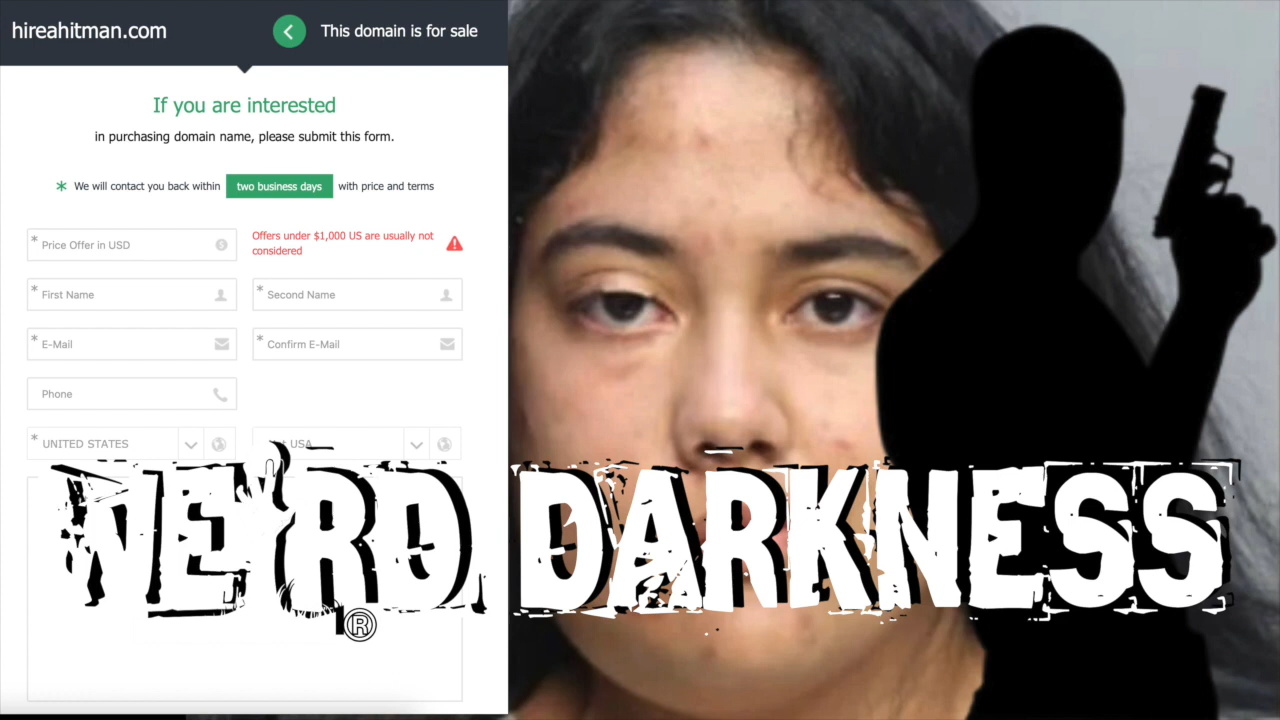 hireahitman.com
This domain is for sale
If you are interested
in purchasing domain name, please submit this form.
* We will contact you back within two business days with price and terms
* Price Offer in USD
Offers under $1,000 US are usually not
considered
* First Name
* Second Name
* E-Mail
* Confirm E-Mail
Phone
* UNITED STATES
USA
WEIRD DARKNESS
®